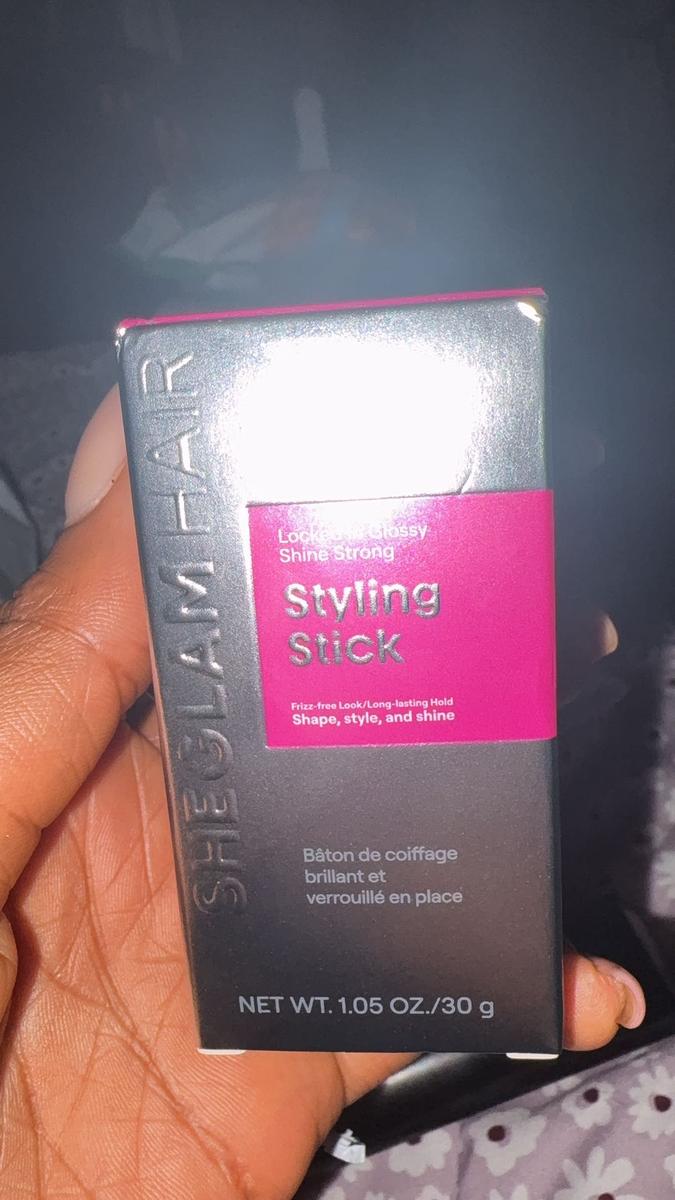 SHEGLAM HAIR
Locked In Glossy
Shine Strong
Styling
Stick
Frizz-free Look/Long-lasting Hold
Shape, style, and shine
Bâton de coiffage
brillant et
verrouillé en place
NET WT. 1.05 OZ./30 g